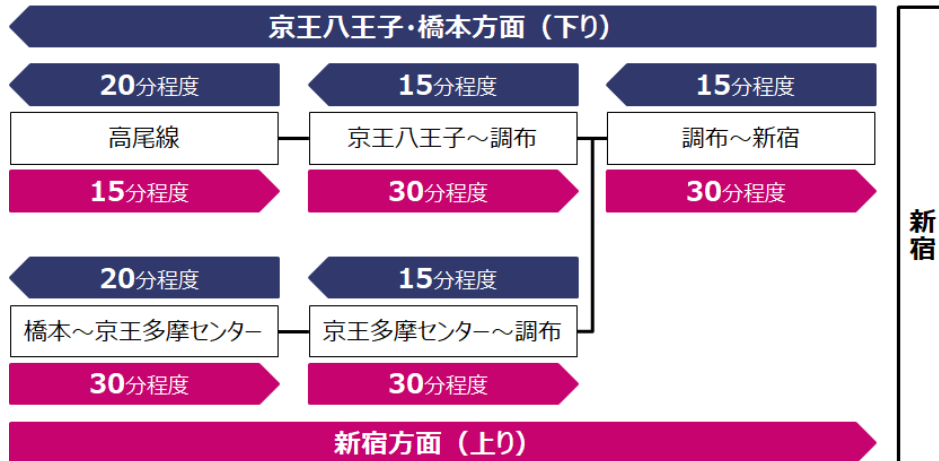 京王八王子・橋本方面（下り）
20分程度
15分程度
15分程度
高尾線
京王八王子～調布
調布～新宿
15分程度
30分程度
30分程度
20分程度
15分程度
橋本～京王多摩センター
京王多摩センター～調布
30分程度
30分程度
新宿方面（上り）
新宿